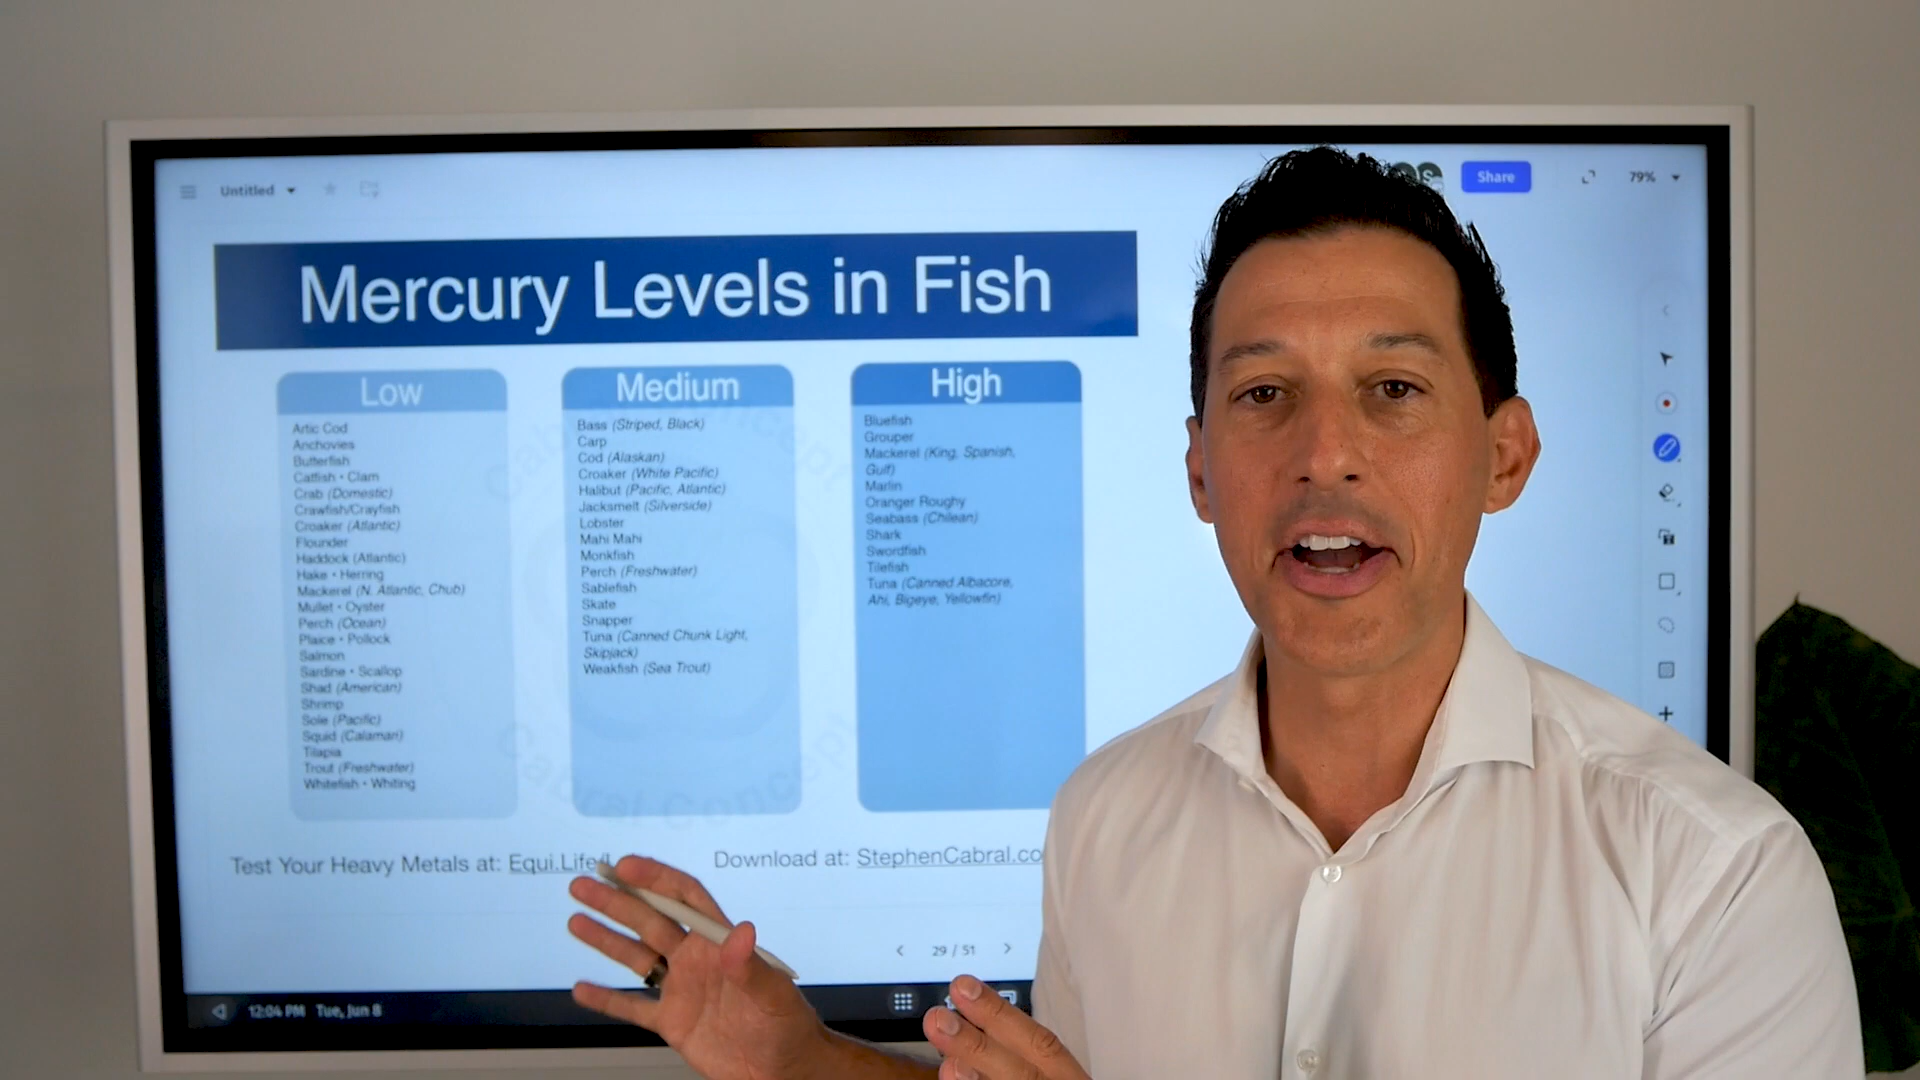 Untitled
Share
79%
Mercury Levels in Fish
Low
Artic Cod
Anchovies
Butterfish
Catfish • Clam
Crab (Domestic)
Crawfish/Crayfish
Croaker (Atlantic)
Flounder
Haddock (Atlantic)
Hake • Herring
Mackerel (N. Atlantic, Chub)
Mullet • Oyster
Perch (Ocean)
Plaice • Pollock
Salmon
Sardine • Scallop
Shad (American)
Shrimp
Sole (Pacific)
Squid (Calamari)
Tilapia
Trout (Freshwater)
Whitefish • Whiting
Medium
Bass (Striped, Black)
Carp
Cod (Alaskan)
Croaker (White Pacific)
Halibut (Pacific, Atlantic)
Jacksmelt (Silverside)
Lobster
Mahi Mahi
Monkfish
Perch (Freshwater)
Sablefish
Skate
Snapper
Tuna (Canned Chunk Light,
Skipjack)
Weakfish (Sea Trout)
High
Bluefish
Grouper
Mackerel (King, Spanish,
Gulf)
Marlin
Oranger Roughy
Seabass (Chilean)
Shark
Swordfish
Tilefish
Tuna (Canned Albacore,
Ahi, Bigeye, Yellowfin)
Test Your Heavy Metals at: Equi.Life/
Download at: StephenCabral.co
29 / 51
12:04 PM Tue, Jun 8